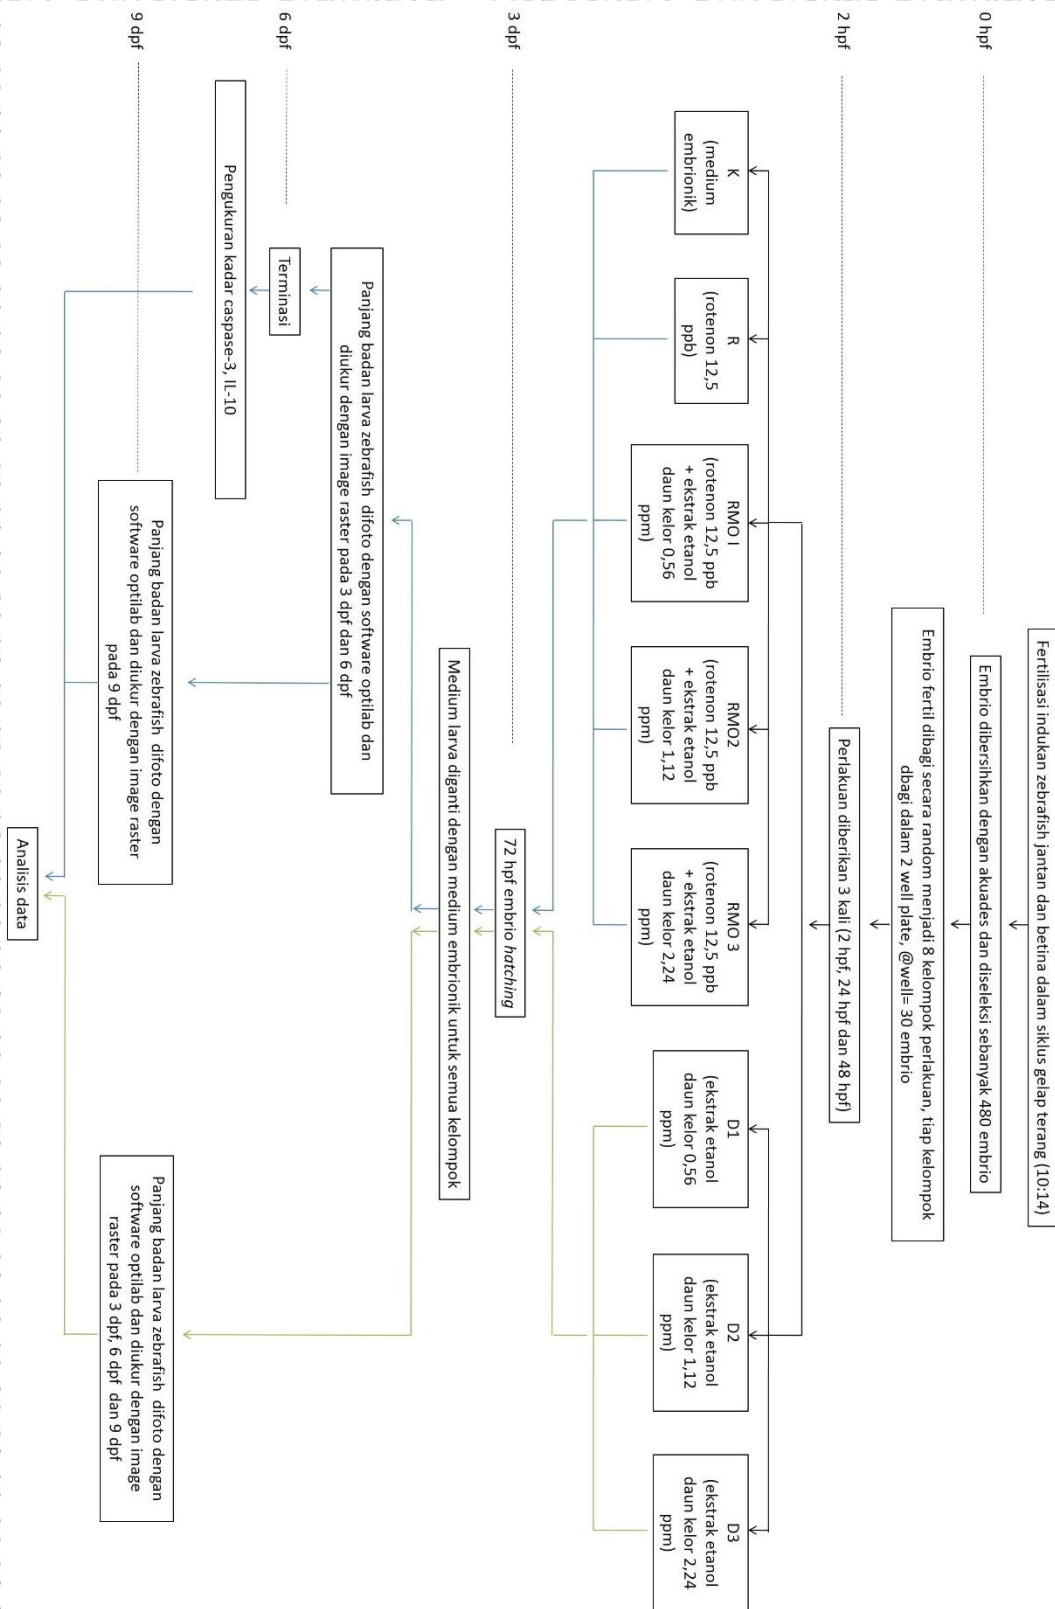 Fertilisasi indukan zebrafish jantan dan betina dalam siklus gelap terang (10:14)
0 hpf
Embrio dibersihkan dengan akuades dan diseleksi sebanyak 480 embrio
Embrio fertil dibagi secara random menjadi 8 kelompok perlakuan, tiap kelompok
dbagi dalam 2 well plate, @well= 30 embrio
2 hpf
Perlakuan diberikan 3 kali (2 hpf, 24 hpf dan 48 hpf)
K
(medium
embrionik)
R
(rotenon 12,5
ppb)
RMO I
(rotenon 12,5 ppb
+ ekstrak etanol
daun kelor 0,56
ppm)
RMO2
(rotenon 12,5 ppb
+ ekstrak etanol
daun kelor 1,12
ppm)
RMO 3
(rotenon 12,5 ppb
+ ekstrak etanol
daun kelor 2,24
ppm)
D1
(ekstrak etanol
daun kelor 0,56
ppm)
D2
(ekstrak etanol
daun kelor 1,12
ppm)
D3
(ekstrak etanol
daun kelor 2,24
ppm)
3 dpf
72 hpf embrio hatching
Medium larva diganti dengan medium embrionik untuk semua kelompok
Panjang badan larva zebrafish difoto dengan software optilab dan
diukur dengan image raster pada 3 dpf dan 6 dpf
6 dpf
Terminasi
Pengukuran kadar caspase-3, IL-10
9 dpf
Panjang badan larva zebrafish difoto dengan
software optilab dan diukur dengan image raster
pada 9 dpf
Panjang badan larva zebrafish difoto dengan
software optilab dan diukur dengan image
raster pada 3 dpf, 6 dpf dan 9 dpf
Analisis data